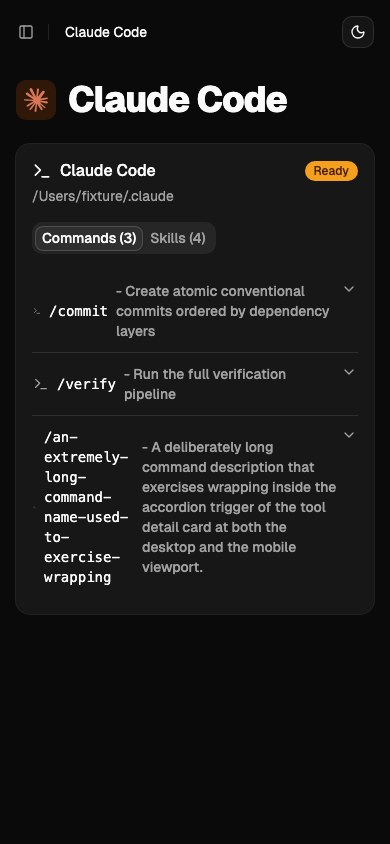 Claude Code
Claude Code
Claude Code
Ready
/Users/fixture/.claude
Commands (3)
Skills (4)
/commit
- Create atomic conventional
commits ordered by dependency
layers
/verify
- Run the full verification
pipeline
/an-
extremely-
long-
command-
name-used-
to-
exercise-
wrapping
- A deliberately long
command description that
exercises wrapping inside the
accordion trigger of the tool
detail card at both the
desktop and the mobile
viewport.